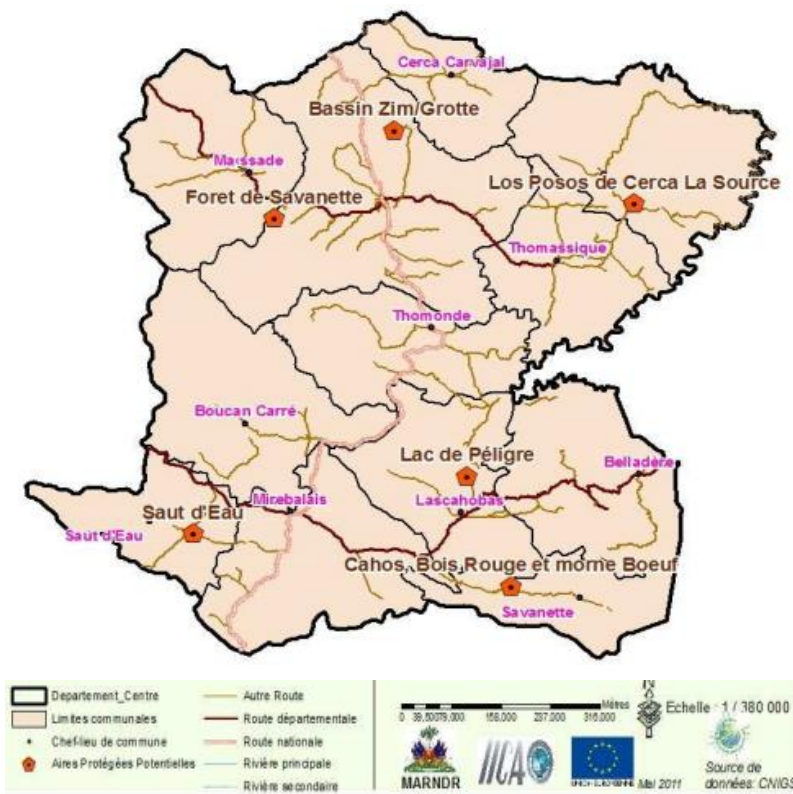 Cerca Carvajal
Bassin Zim/Grotte
Maissade
Los Posos de Cerca La Source
Foret de Savanette
Thomassique
Thomonde
Boucan Carré
Lac de Péligre
Belladère
Saut d'Eau
Mirebalais
Lascahobas
Saut d'Eau
Cahos, Bois Rouge et morne Boeuf
Savanette
Departement_Centre
Limites communales
Chef-lieu de commune
Aires Protégées Potentielles
Autre Route
Route départementale
Route nationale
Rivière principale
Rivière secondaire
Mètres
0 39,50079,000 158,000 237,000 316,000
N
Echelle : 1 / 380 000
MARNDR
IICA
Mai 2011
Source de
données: CNIGS